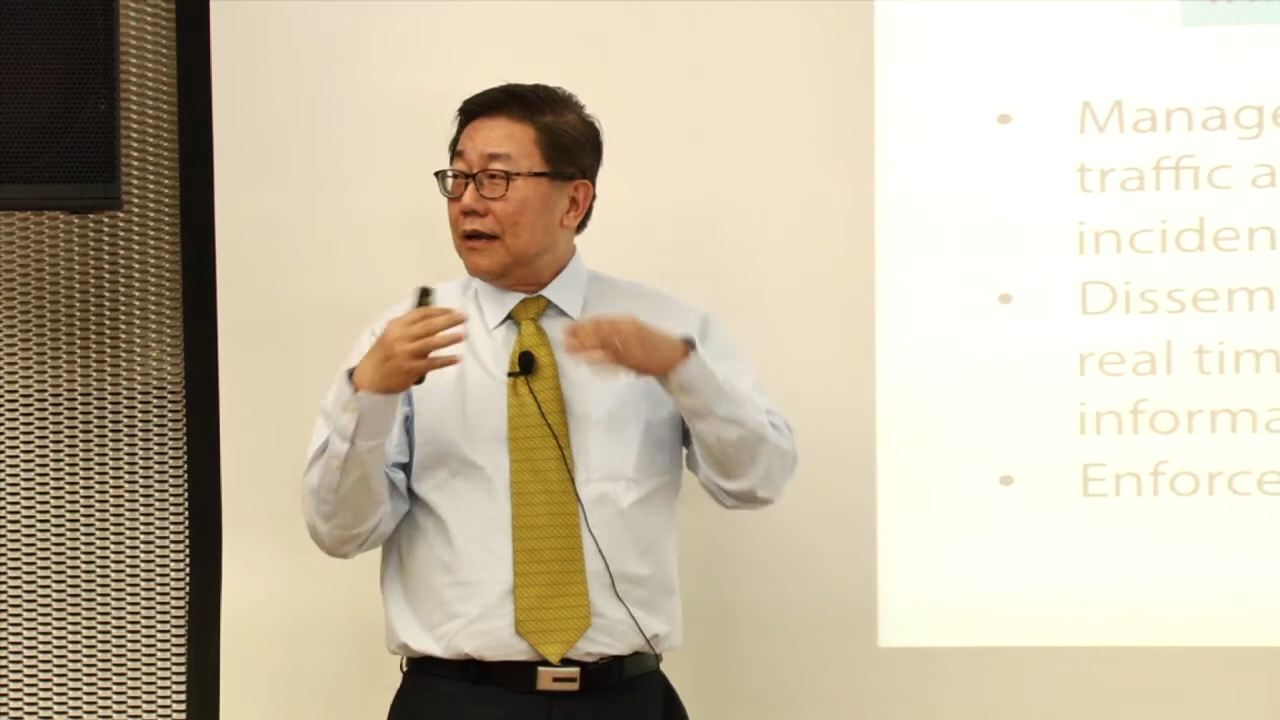 • Manage
traffic a
inciden
• Dissem
real tim
informa
• Enforce